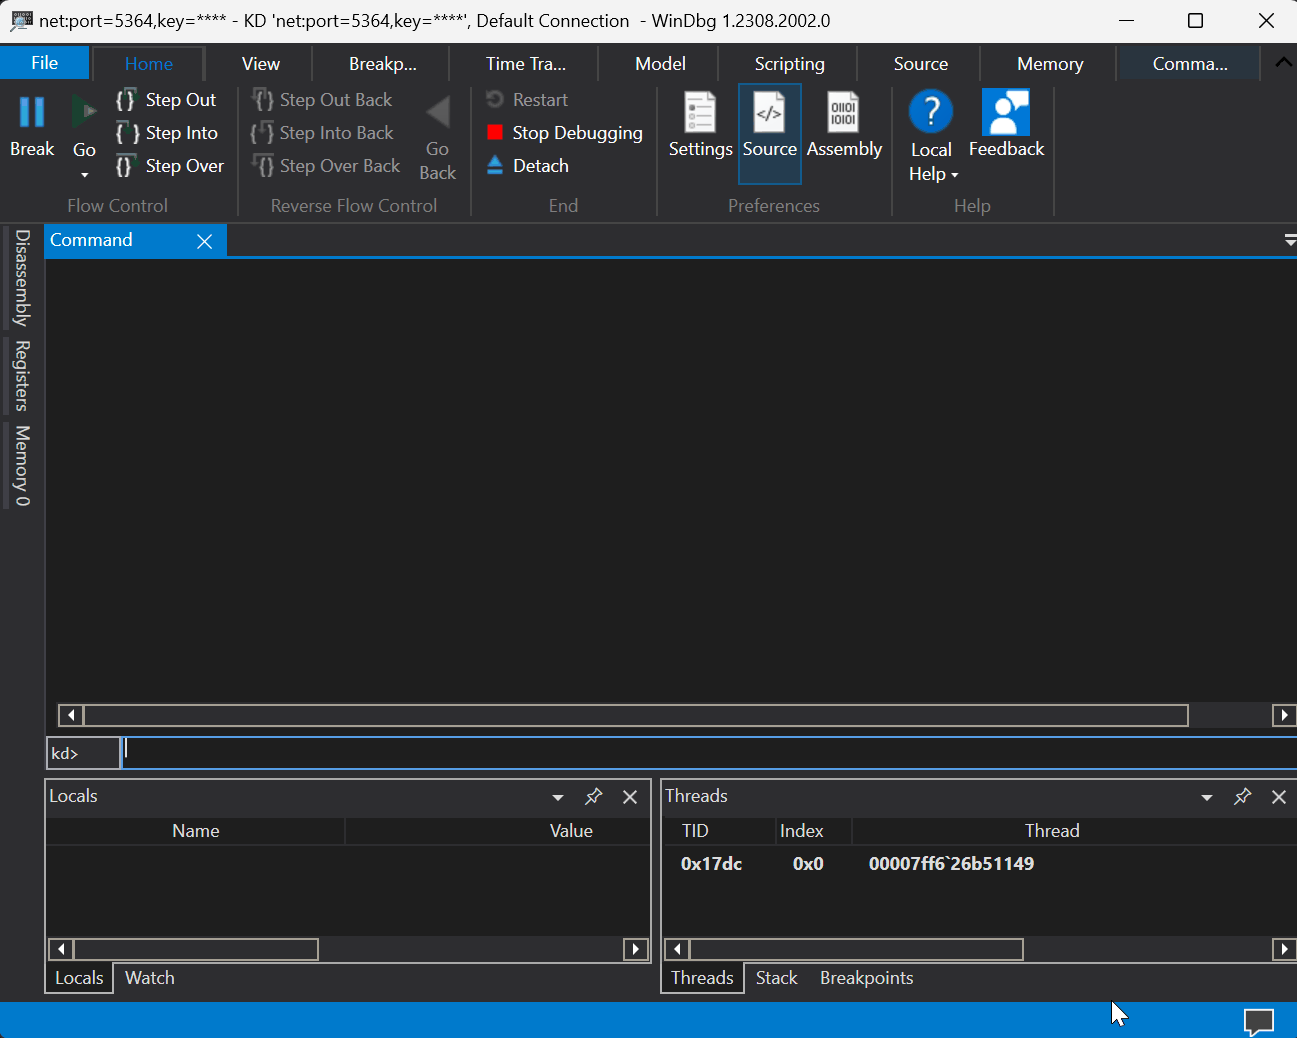 net:port=5364,key=**** - KD 'net:port=5364,key=****', Default Connection - WinDbg 1.2308.2002.0
File Home View Breakp... Time Tra... Model Scripting Source Memory Comma...
Break
Go
Step Out
Step Into
Step Over
Flow Control
Step Out Back
Step Into Back
Step Over Back
Go
Back
Reverse Flow Control
Restart
Stop Debugging
Detach
End
Settings
Source
Assembly
Preferences
Local
Help
Feedback
Help
Disassembly
Registers
Memory 0
Command
kd>
Locals
Name Value
Locals Watch
Threads
TID Index Thread
0x17dc 0x0 00007ff6`26b51149
Threads Stack Breakpoints